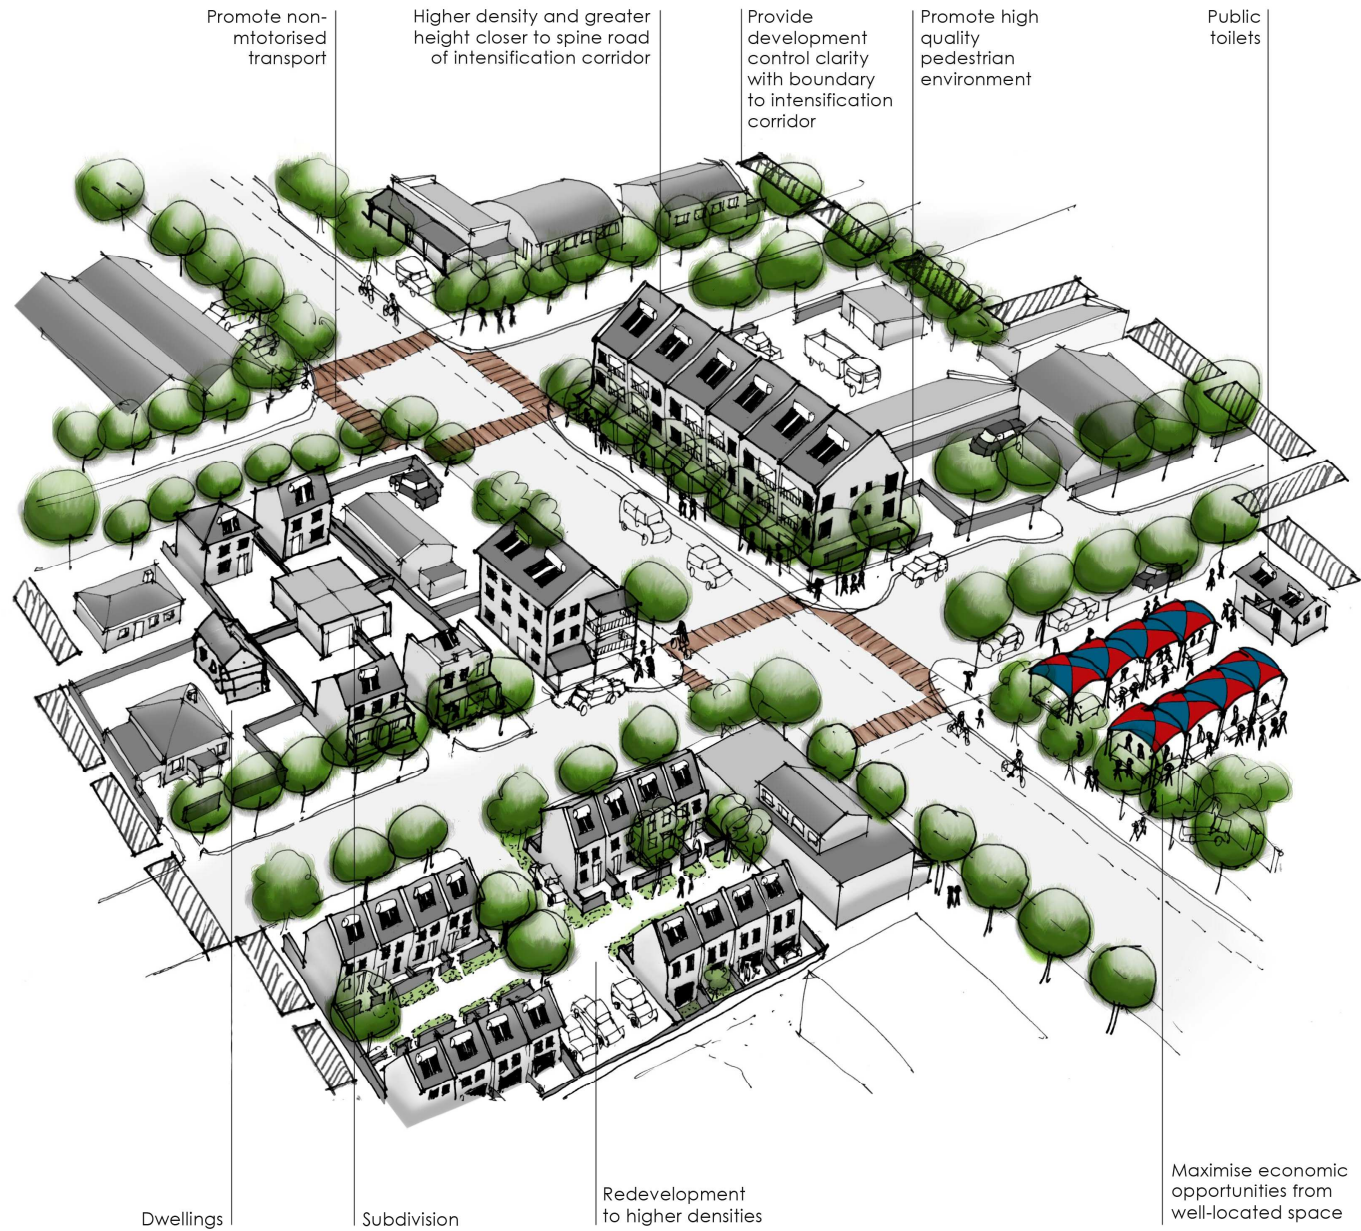 Promote non-
mtotorised
transport
Higher density and greater
height closer to spine road
of intensification corridor
Provide
development
control clarity
with boundary
to intensification
corridor
Promote high
quality
pedestrian
environment
Public
toilets
Dwellings
Subdivision
Redevelopment
to higher densities
Maximise economic
opportunities from
well-located space